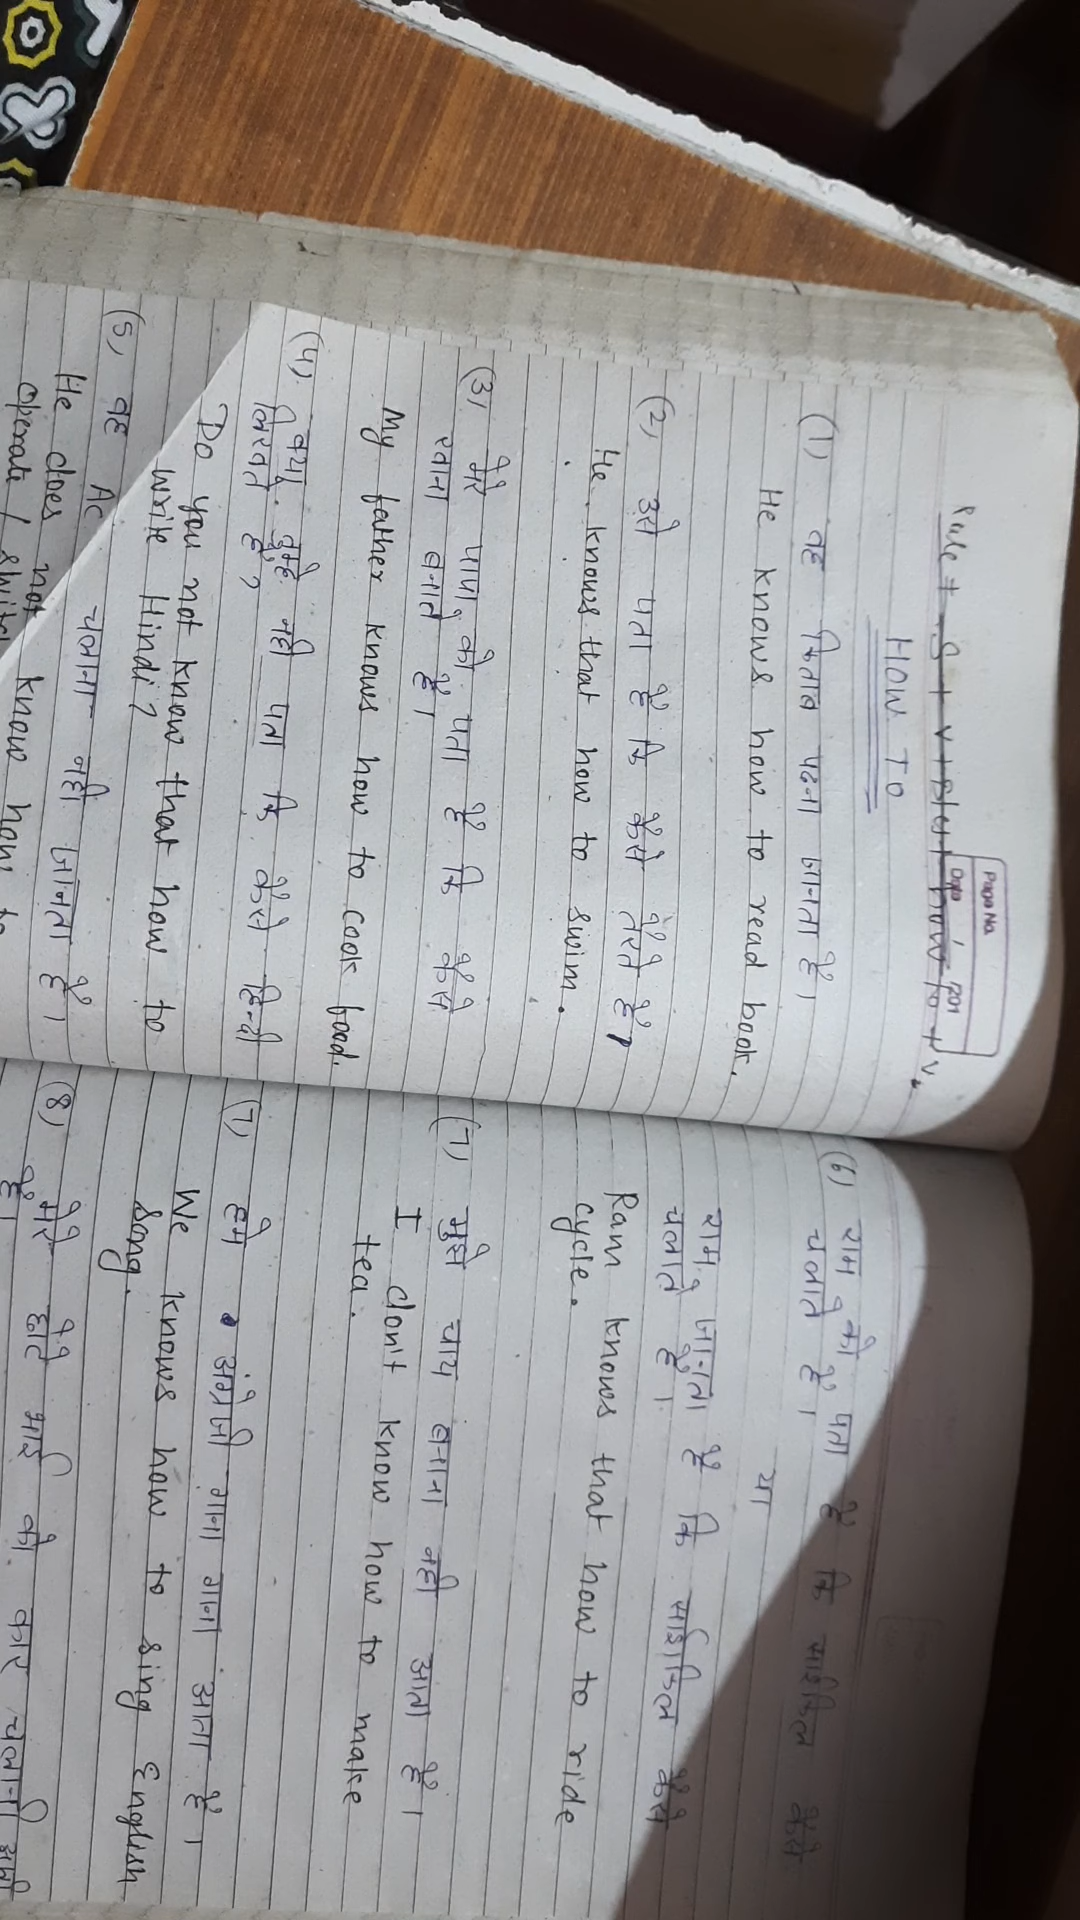 Page No.
Date
Rule → S + V + Obj + how to + V.
HOW TO
(1) वह किताब पढना जानता है।
He knows how to read book.
(2) उसे पता है कि कैसे तैरते है,
He knows that how to swim.
(3) मेरे पापा को पता है कि कैसे
खाना बनाते है।
My father knows how to cook food.
(4) क्या तुम्हे नही पता कि कैसे हिन्दी
लिखते है?
Do you not know that how to
write Hindi?
(5) वह AC चलाना नही जानता है।
He does not know how to
operate /
(6) राम को पता है कि साइकिल कैसे
चलाते है।
या
राम जानता है कि साईकिल कैसे
चलाते है।
Ram knows that how to ride
cycle.
(7) मुझे चाय बनाना नही आता है।
I don't know how to make
tea.
(7) हमे अंग्रेजी गाना गाना आता है।
We knows how to sing English
song.
(8) मेरे छोटे भाई को कार चलानी
है।